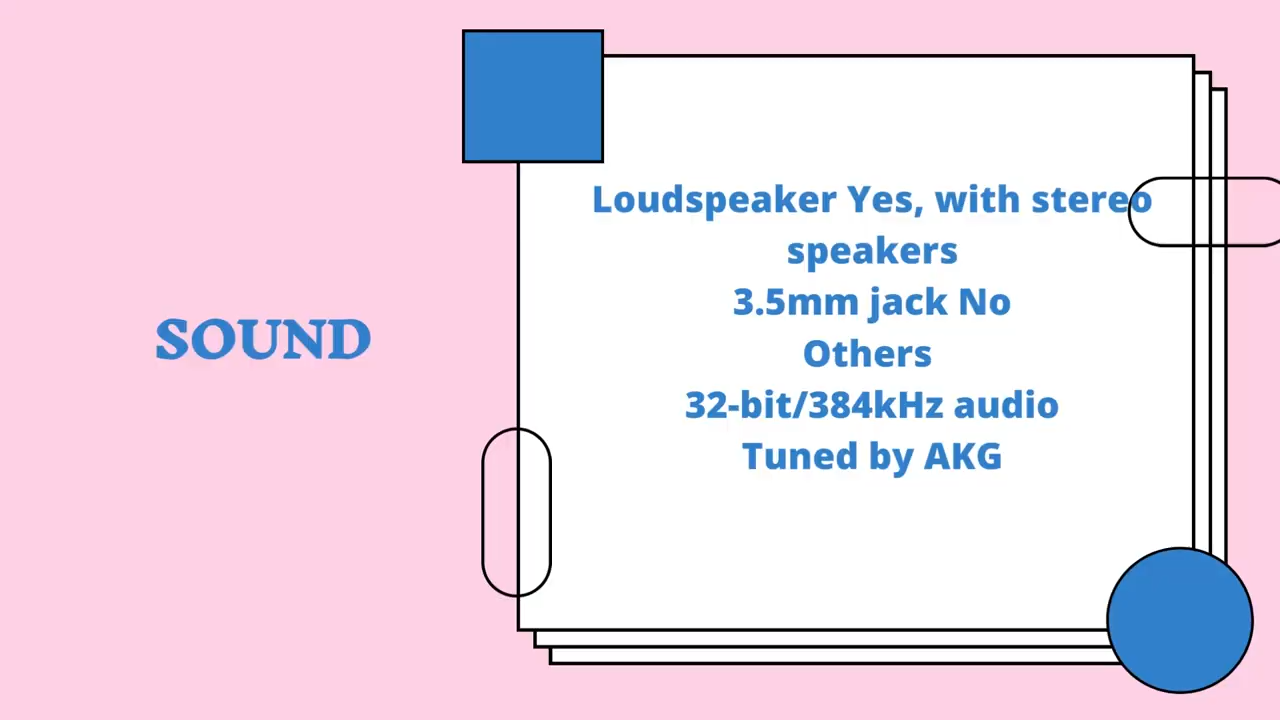 SOUND
Loudspeaker Yes, with stereo
speakers
3.5mm jack No
Others
32-bit/384kHz audio
Tuned by AKG